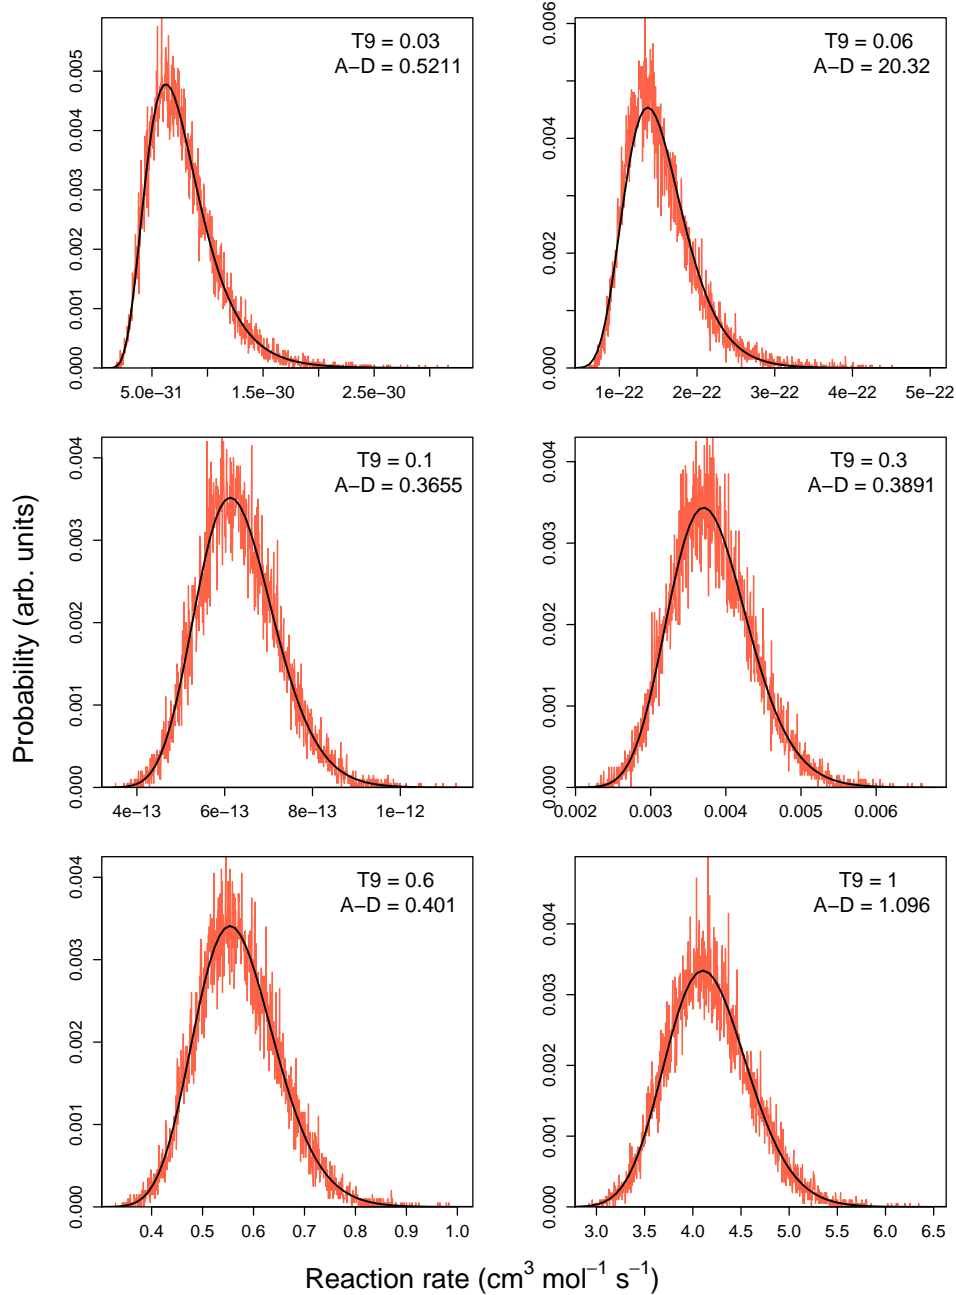 T9 = 0.03
A−D = 0.5211
0.000 0.001 0.002 0.003 0.004 0.005
5.0e−31 1.5e−30 2.5e−30
T9 = 0.06
A−D = 20.32
0.000 0.002 0.004 0.006
1e−22 2e−22 3e−22 4e−22 5e−22
T9 = 0.1
A−D = 0.3655
0.000 0.001 0.002 0.003 0.004
4e−13 6e−13 8e−13 1e−12
T9 = 0.3
A−D = 0.3891
0.000 0.001 0.002 0.003 0.004
0.002 0.003 0.004 0.005 0.006
T9 = 0.6
A−D = 0.401
0.000 0.001 0.002 0.003 0.004
0.4 0.5 0.6 0.7 0.8 0.9 1.0
T9 = 1
A−D = 1.096
0.000 0.001 0.002 0.003 0.004
3.0 3.5 4.0 4.5 5.0 5.5 6.0 6.5
Probability (arb. units)
Reaction rate (cm³ mol⁻¹ s⁻¹)